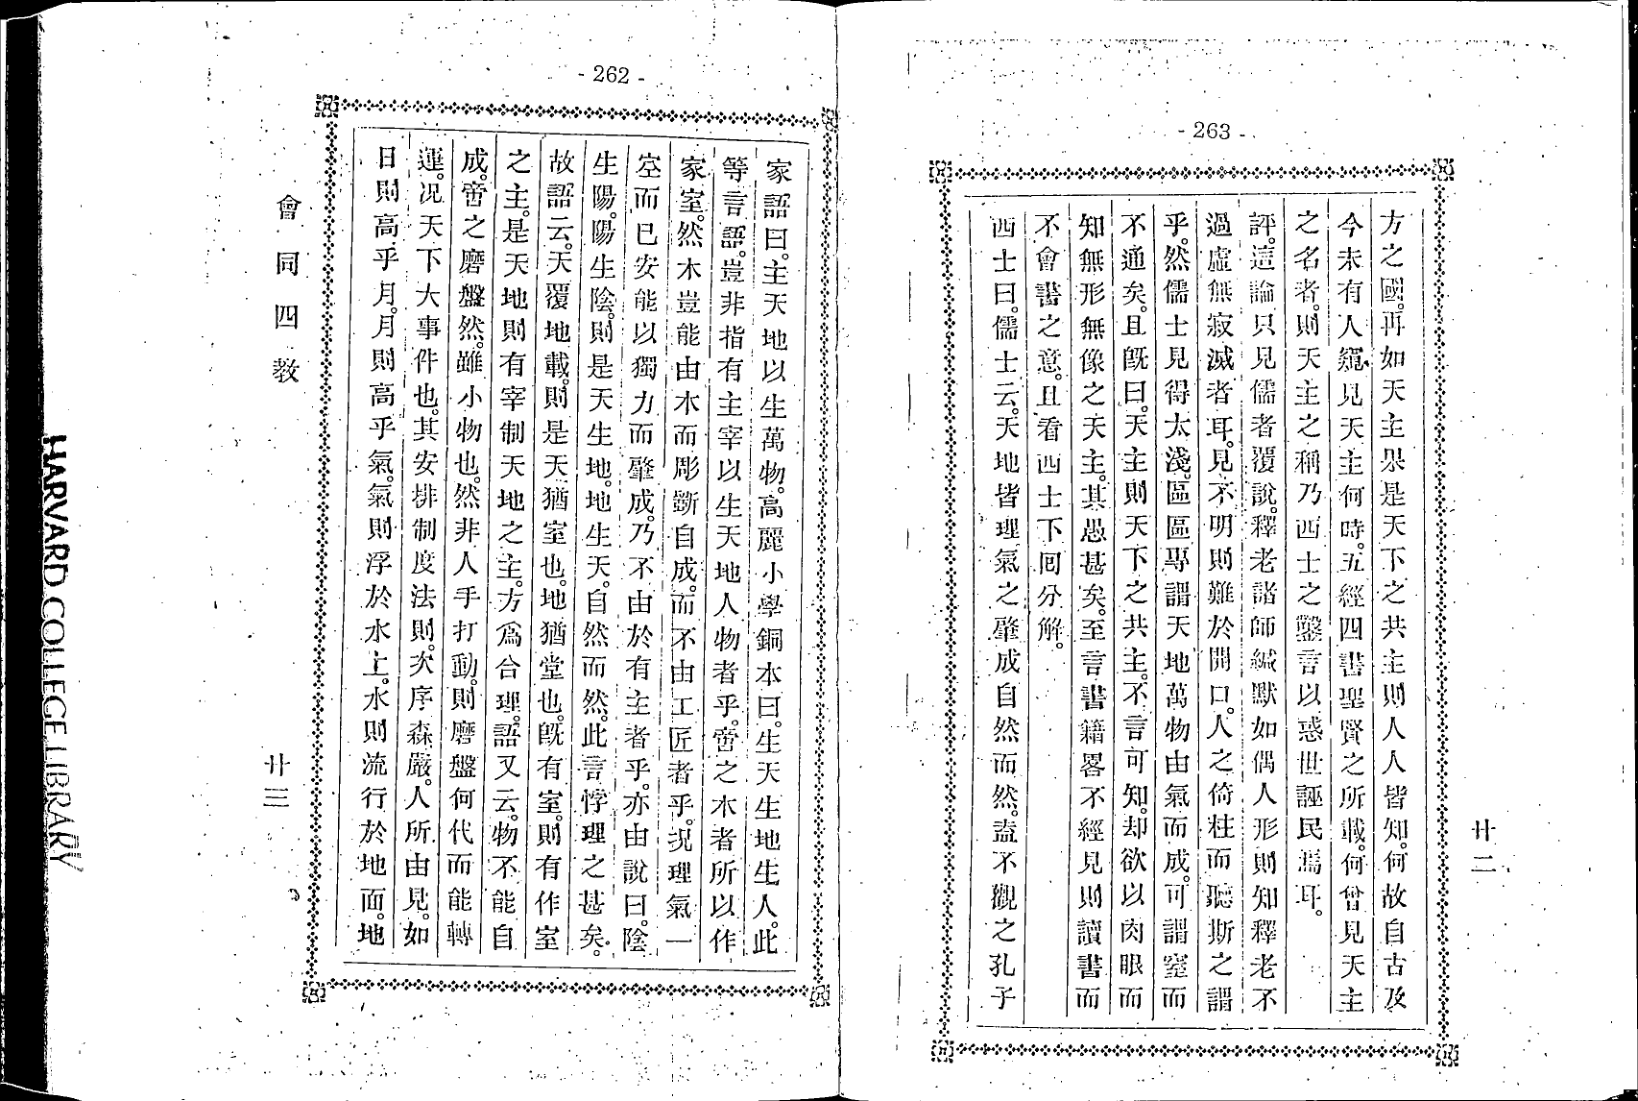 - 263 -
方之國。再如天主果是天下之共主則人人皆知。何故自古及
今未有人窺見天主何時。五經四書聖賢之所載。何曾見天主
之名者。則天主之稱乃西士之鑿言以惑世誣民焉耳。
評。這論只見儒者覆說。釋老諸師緘默如偶人形則知釋老不
過虛無寂滅者耳。見不明則難於開口。人之倚柱而聽斯之謂
乎。然儒士見得太淺。區區專謂天地萬物由氣而成。可謂窒而
不通矣。且既曰。天主則天下之共主。不言可知。却欲以肉眼而
知無形無像之天主。其愚甚矣。至言書籍畧不經見則讀書而
不會書之意。且看西士下囘分解。
西士曰。儒士云。天地皆理氣之肇成自然而然。盖不觀之孔子
廿二
- 262 -
家語曰。主天地以生萬物。高麗小學銅本曰。生天生地生人。此
等言語。豈非指有主宰以生天地人物者乎。啻之木者所以作
家室。然木豈能由木而彫斲自成。而不由工匠者乎。況理氣一
空而已安能以獨力而肇成。乃不由於有主者乎。亦由說曰。陰
生陽。陽生陰。則是天生地。地生天。自然而然。此言悖理之甚矣。
故語云。天覆地載。則是天猶室也。地猶堂也。既有室。則有作室
之主。是天地則有宰制天地之主。方爲合理。語又云。物不能自
成。啻之磨盤然。雖小物也。然非人手打動。則磨盤何代而能轉
運。况天下大事件也。其安排制度法則。次序森嚴。人所由見。如
日則高乎月。月則高乎氣。氣則浮於水上。水則流行於地面。地
會同四教
廿三
HARVARD COLLEGE LIBRARY